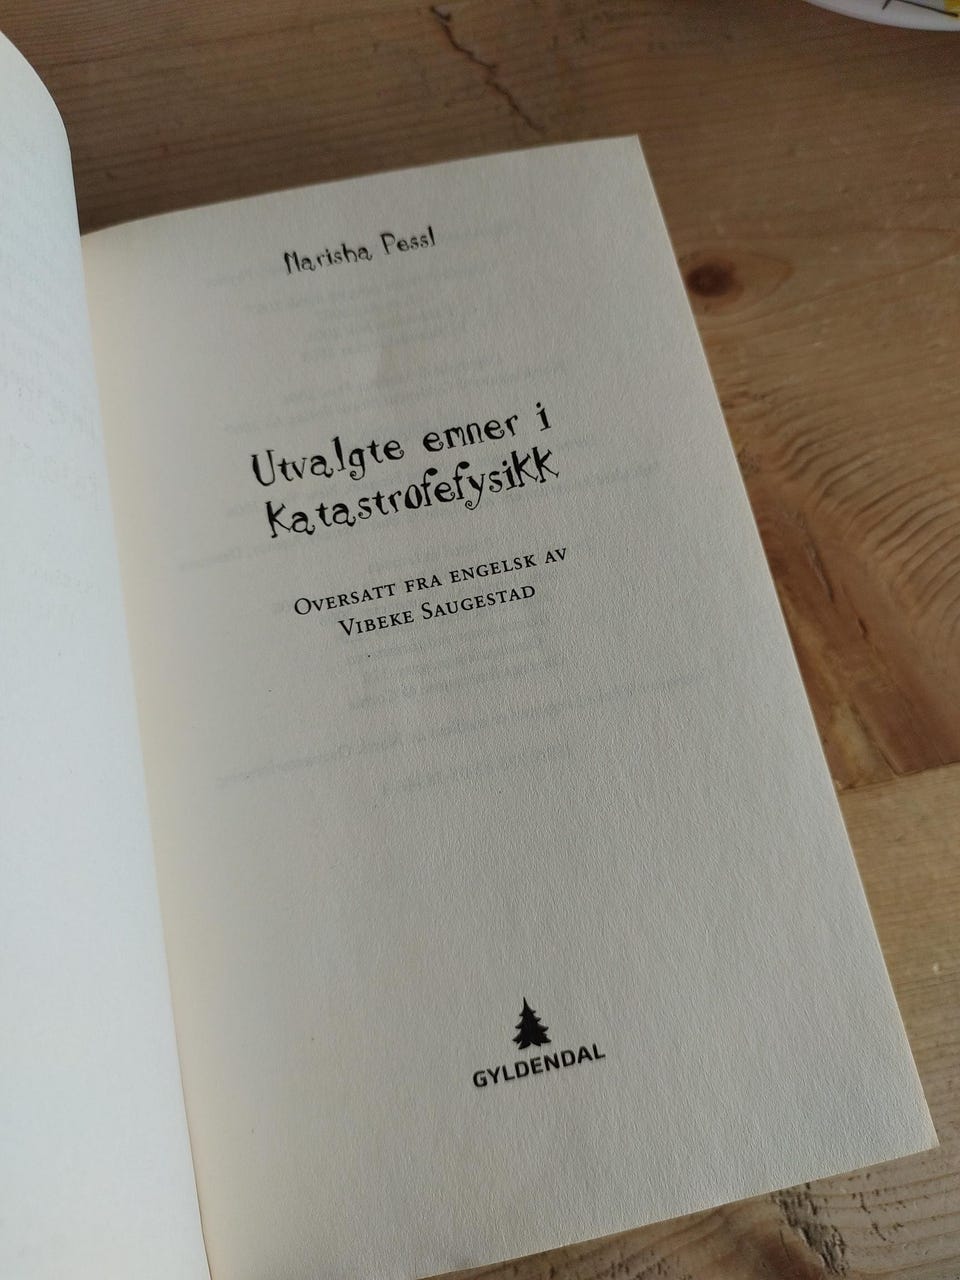 Marisha Pessl
Utvalgte emner i
Katastrofefysikk
Oversatt fra engelsk av
Vibeke Saugestad
GYLDENDAL